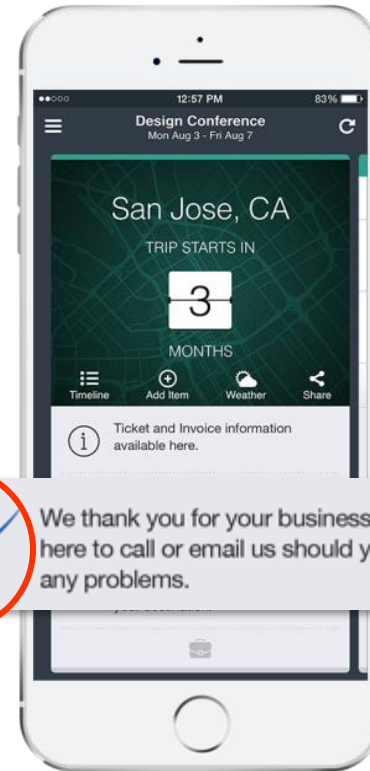 12:57 PM
83%
Design Conference
Mon Aug 3 - Fri Aug 7
San Jose, CA
TRIP STARTS IN
3
MONTHS
Timeline
Add Item
Weather
Share
i
Ticket and Invoice information
available here.
We thank you for your business
here to call or email us should y
any problems.
your destination.